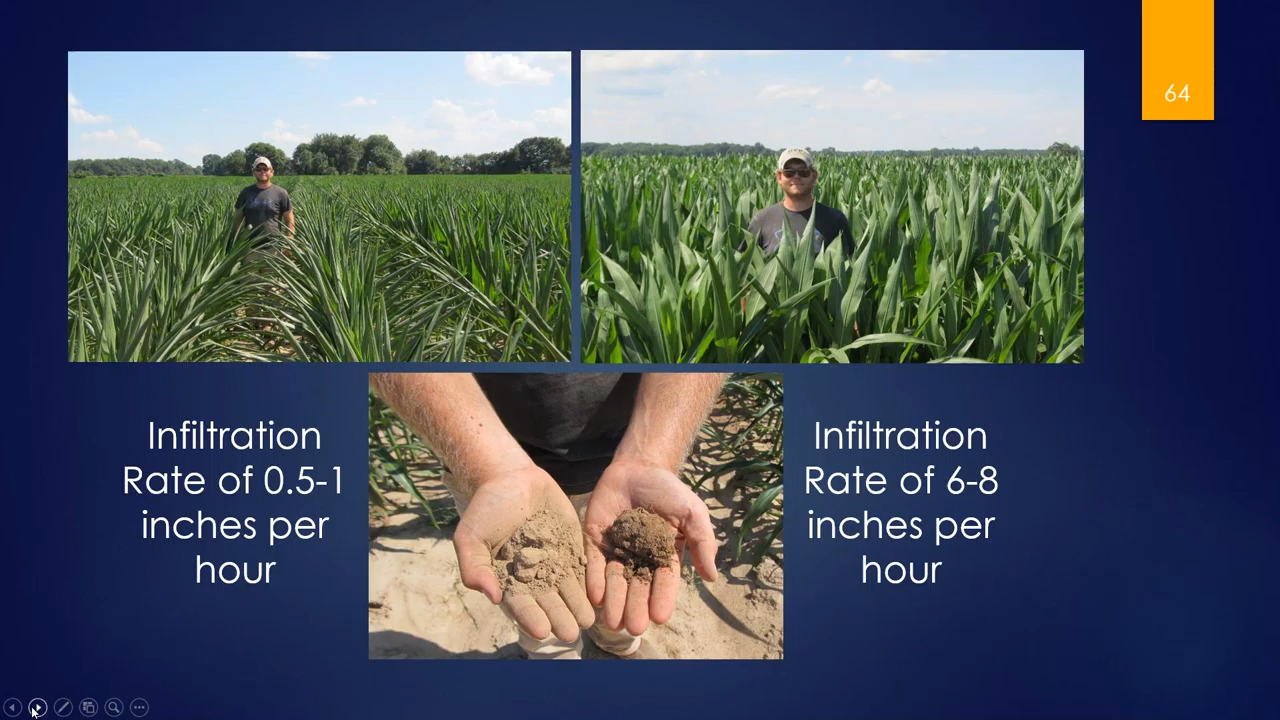 64
Infiltration
Rate of 0.5-1
inches per
hour
Infiltration
Rate of 6-8
inches per
hour